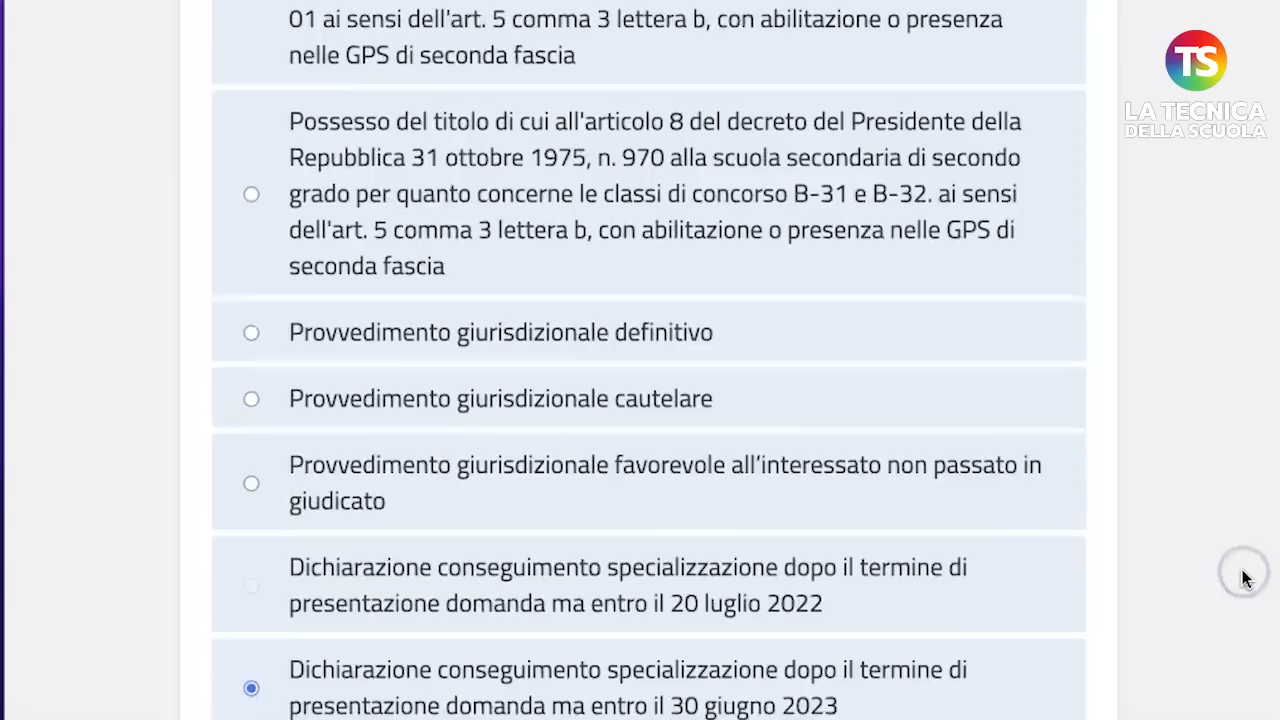 01 ai sensi dell'art. 5 comma 3 lettera b, con abilitazione o presenza
nelle GPS di seconda fascia
Possesso del titolo di cui all'articolo 8 del decreto del Presidente della
Repubblica 31 ottobre 1975, n. 970 alla scuola secondaria di secondo
grado per quanto concerne le classi di concorso B-31 e B-32. ai sensi
dell'art. 5 comma 3 lettera b, con abilitazione o presenza nelle GPS di
seconda fascia
Provvedimento giurisdizionale definitivo
Provvedimento giurisdizionale cautelare
Provvedimento giurisdizionale favorevole all’interessato non passato in
giudicato
Dichiarazione conseguimento specializzazione dopo il termine di
presentazione domanda ma entro il 20 luglio 2022
Dichiarazione conseguimento specializzazione dopo il termine di
presentazione domanda ma entro il 30 giugno 2023
TS
LA TECNICA
DELLA SCUOLA